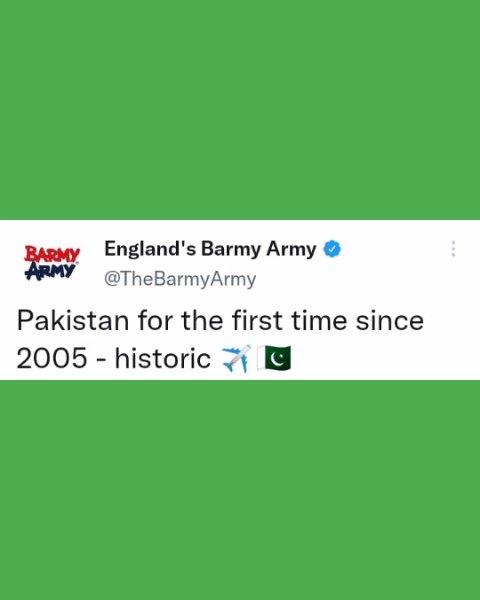 BARMY
ARMY
England's Barmy Army
@TheBarmyArmy
Pakistan for the first time since
2005 - historic ✈️🇵🇰